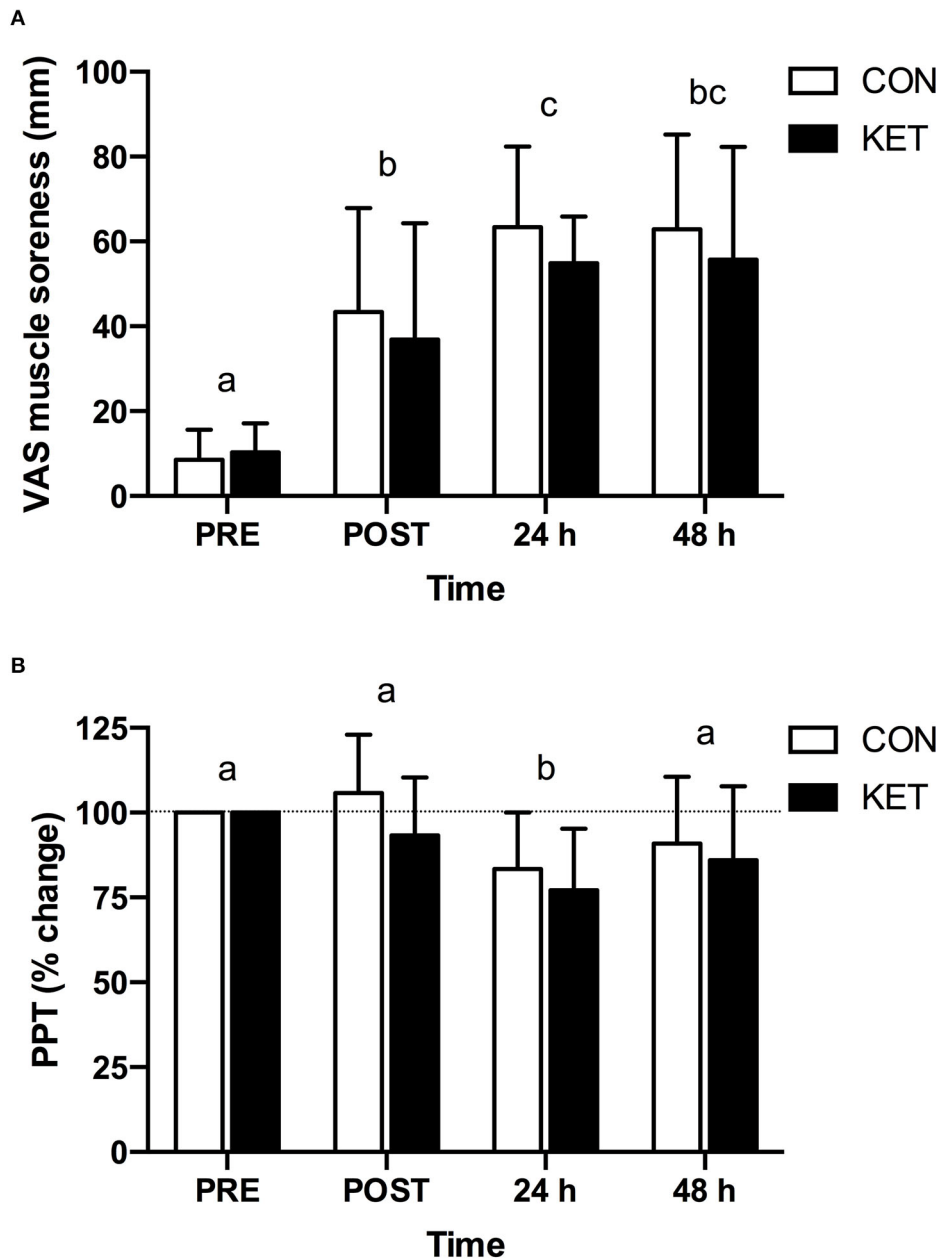 A
VAS muscle soreness (mm)
100
80
60
40
20
0
a
b
c
bc
CON
KET
PRE POST 24 h 48 h
Time
B
PPT (% change)
125
100
75
50
25
0
a
a
b
a
CON
KET
PRE POST 24 h 48 h
Time